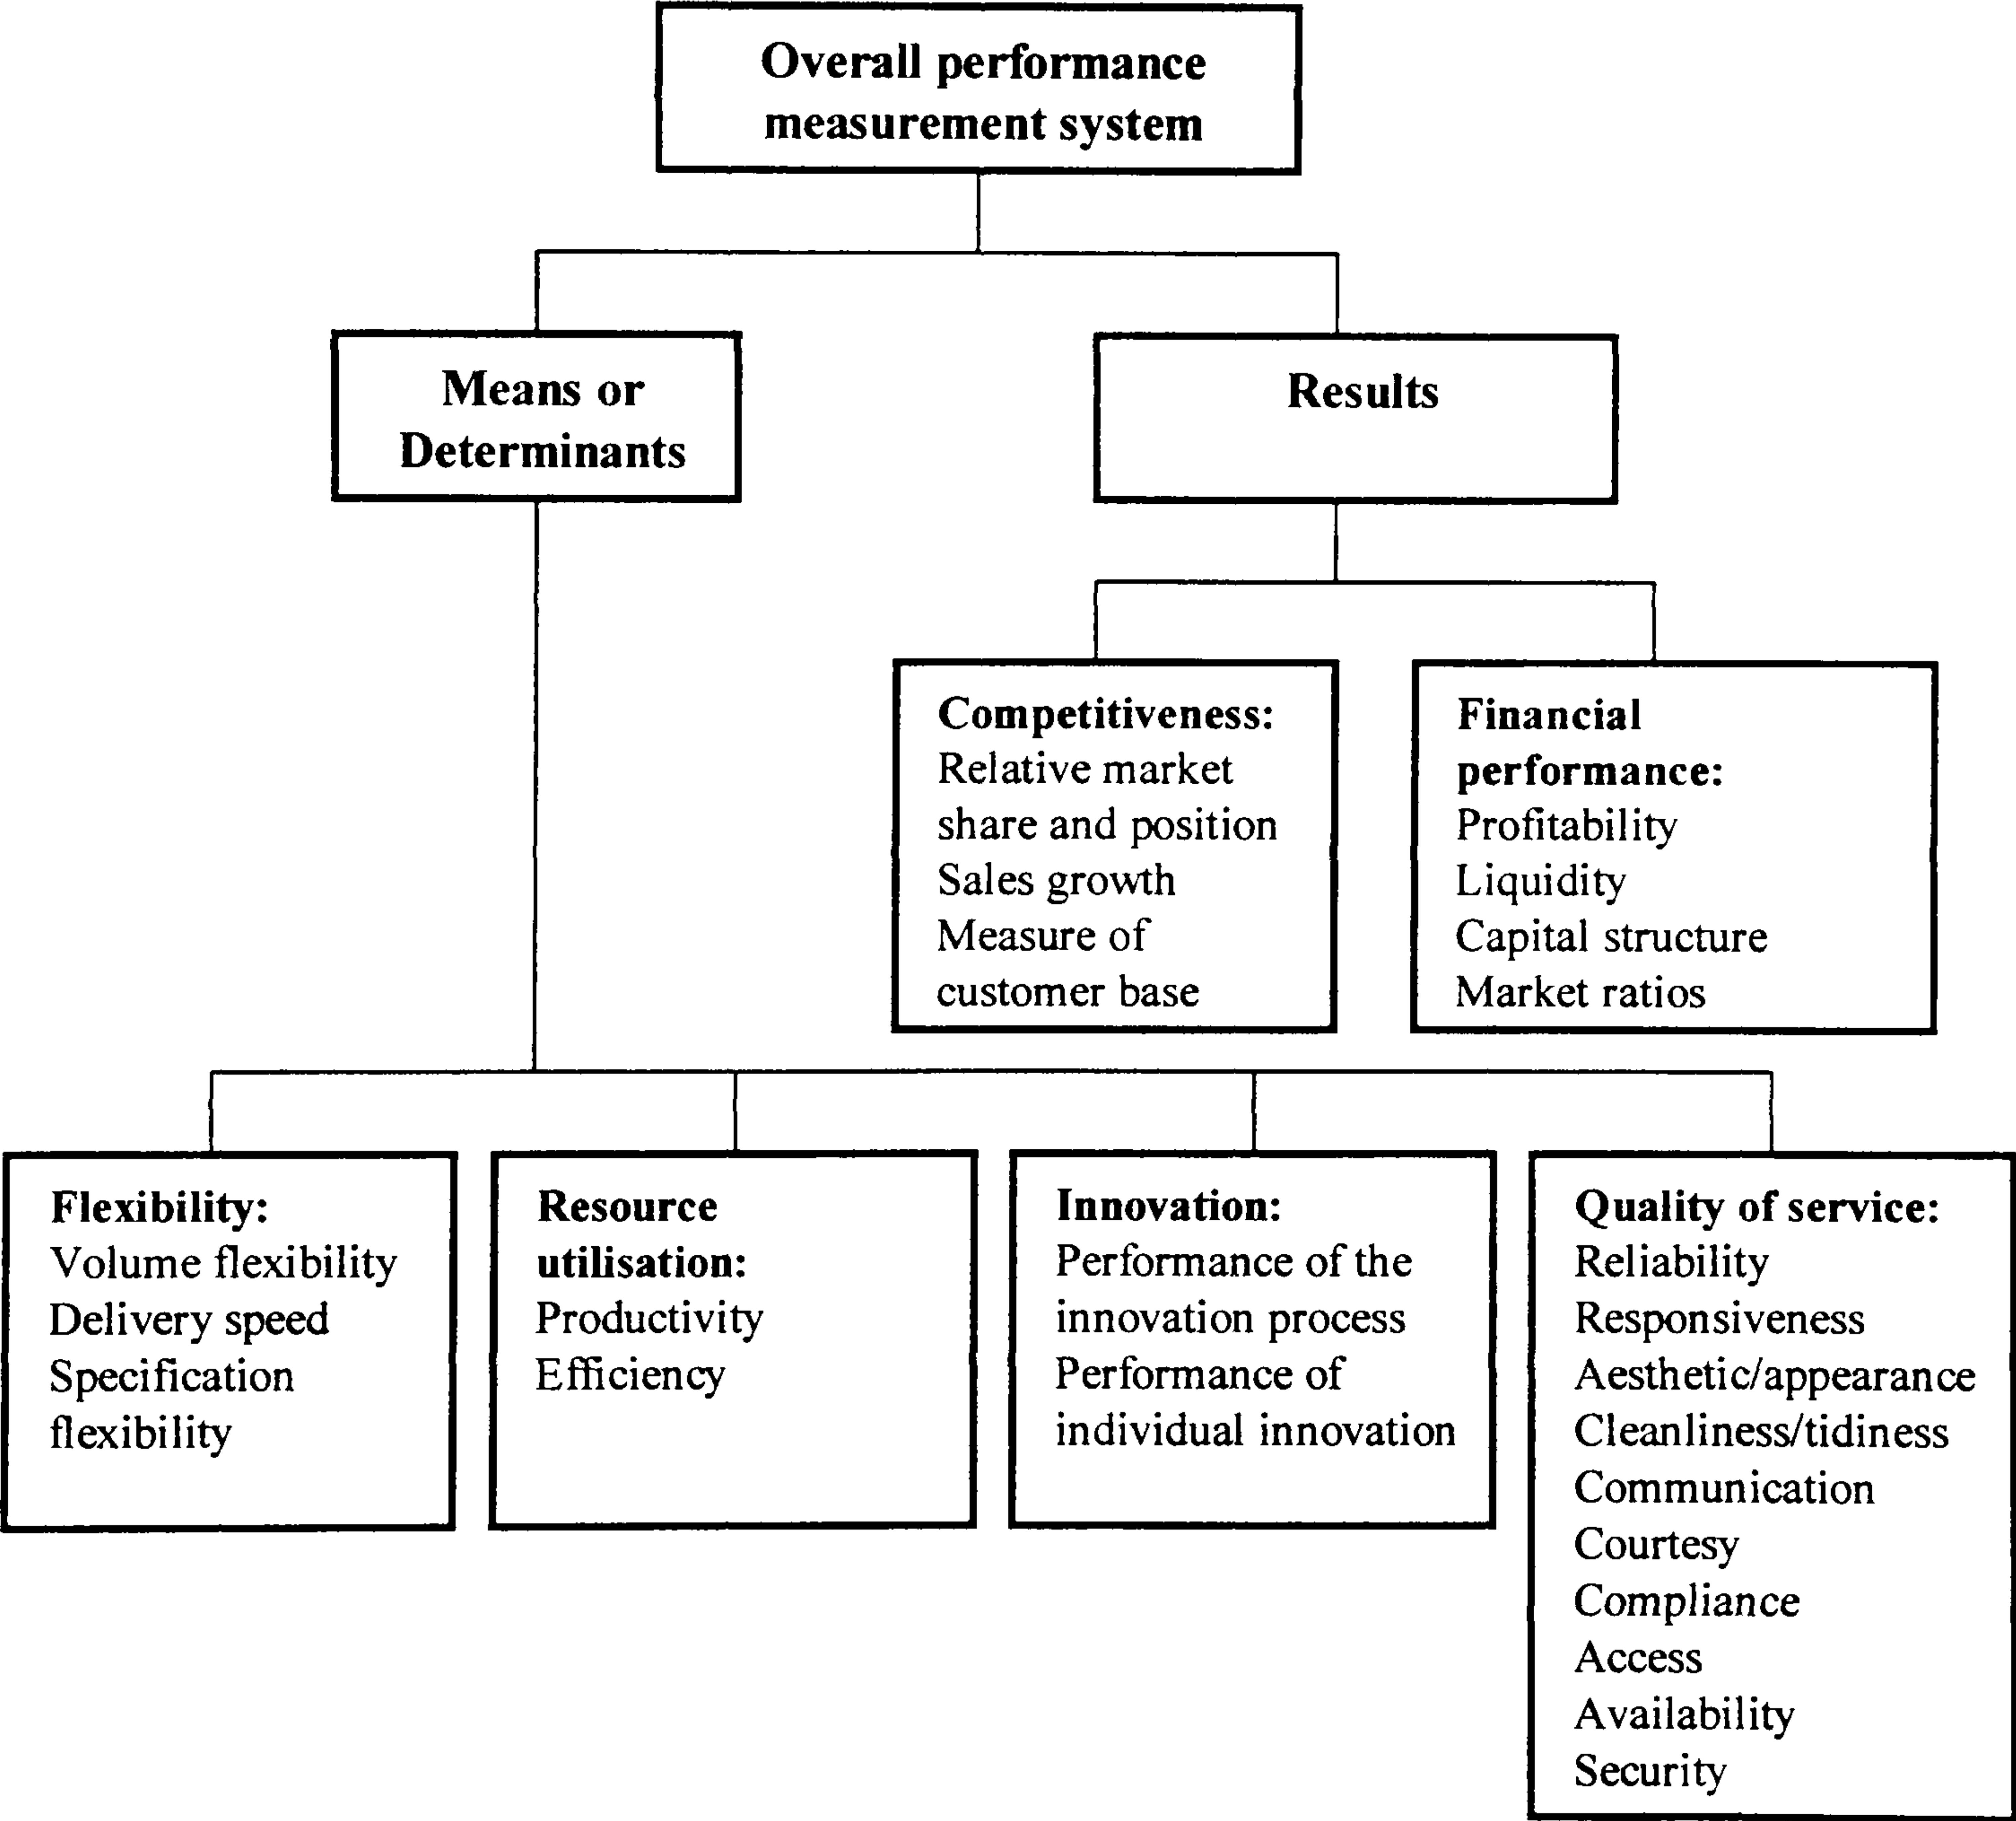 Overall performance
measurement system
Means or
Determinants
Results
Competitiveness:
Relative market
share and position
Sales growth
Measure of
customer base
Financial
performance:
Profitability
Liquidity
Capital structure
Market ratios
Flexibility:
Volume flexibility
Delivery speed
Specification
flexibility
Resource
utilisation:
Productivity
Efficiency
Innovation:
Performance of the
innovation process
Performance of
individual innovation
Quality of service:
Reliability
Responsiveness
Aesthetic/appearance
Cleanliness/tidiness
Communication
Courtesy
Compliance
Access
Availability
Security